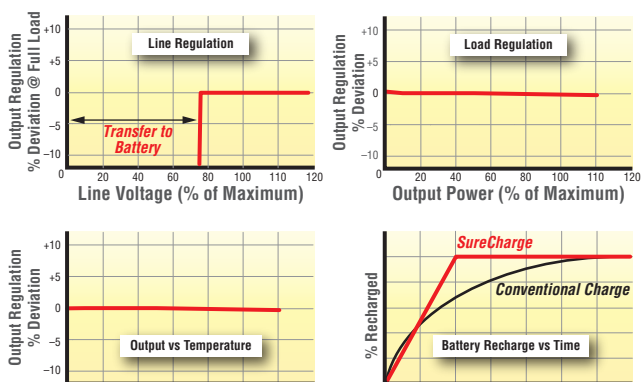 Output Regulation
% Deviation @ Full Load
+10
+5
0
−5
−10
Line Regulation
Transfer to
Battery
0 20 40 60 80 100 120
Line Voltage (% of Maximum)
Output Regulation
% Deviation
+10
+5
0
−5
−10
Load Regulation
0 20 40 60 80 100 120
Output Power (% of Maximum)
Output Regulation
% Deviation
+10
+5
0
−5
−10
Output vs Temperature
% Recharged
SureCharge
Conventional Charge
Battery Recharge vs Time